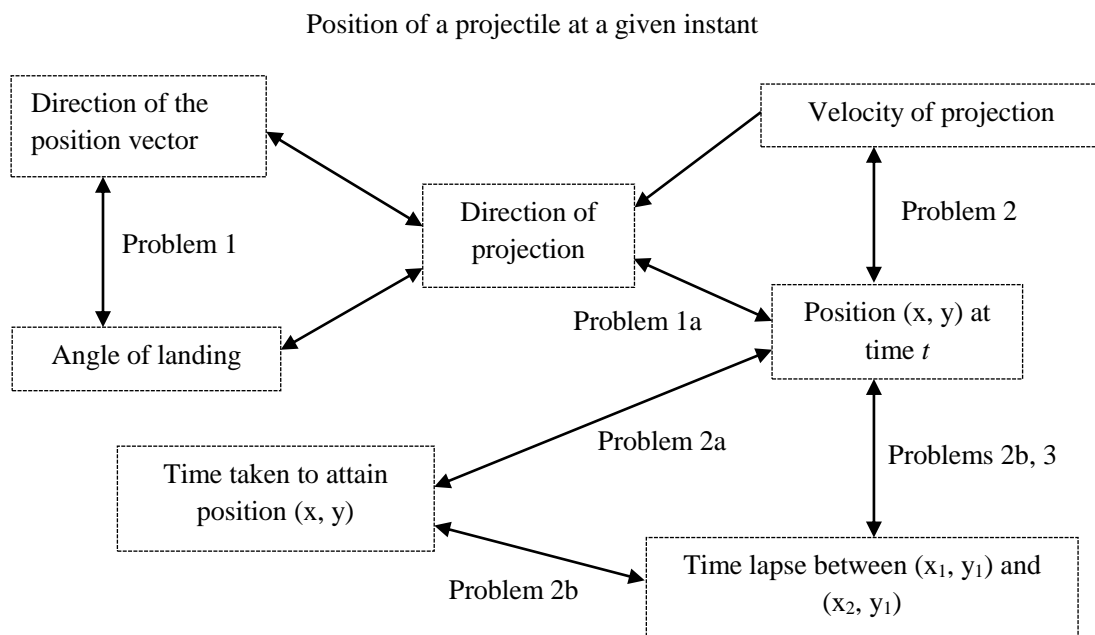 Position of a projectile at a given instant
Direction of the
position vector
Velocity of projection
Direction of
projection
Problem 2
Problem 1
Problem 1a
Position (x, y) at
time t
Angle of landing
Problem 2a
Problems 2b, 3
Time taken to attain
position (x, y)
Time lapse between (x₁, y₁) and
(x₂, y₁)
Problem 2b